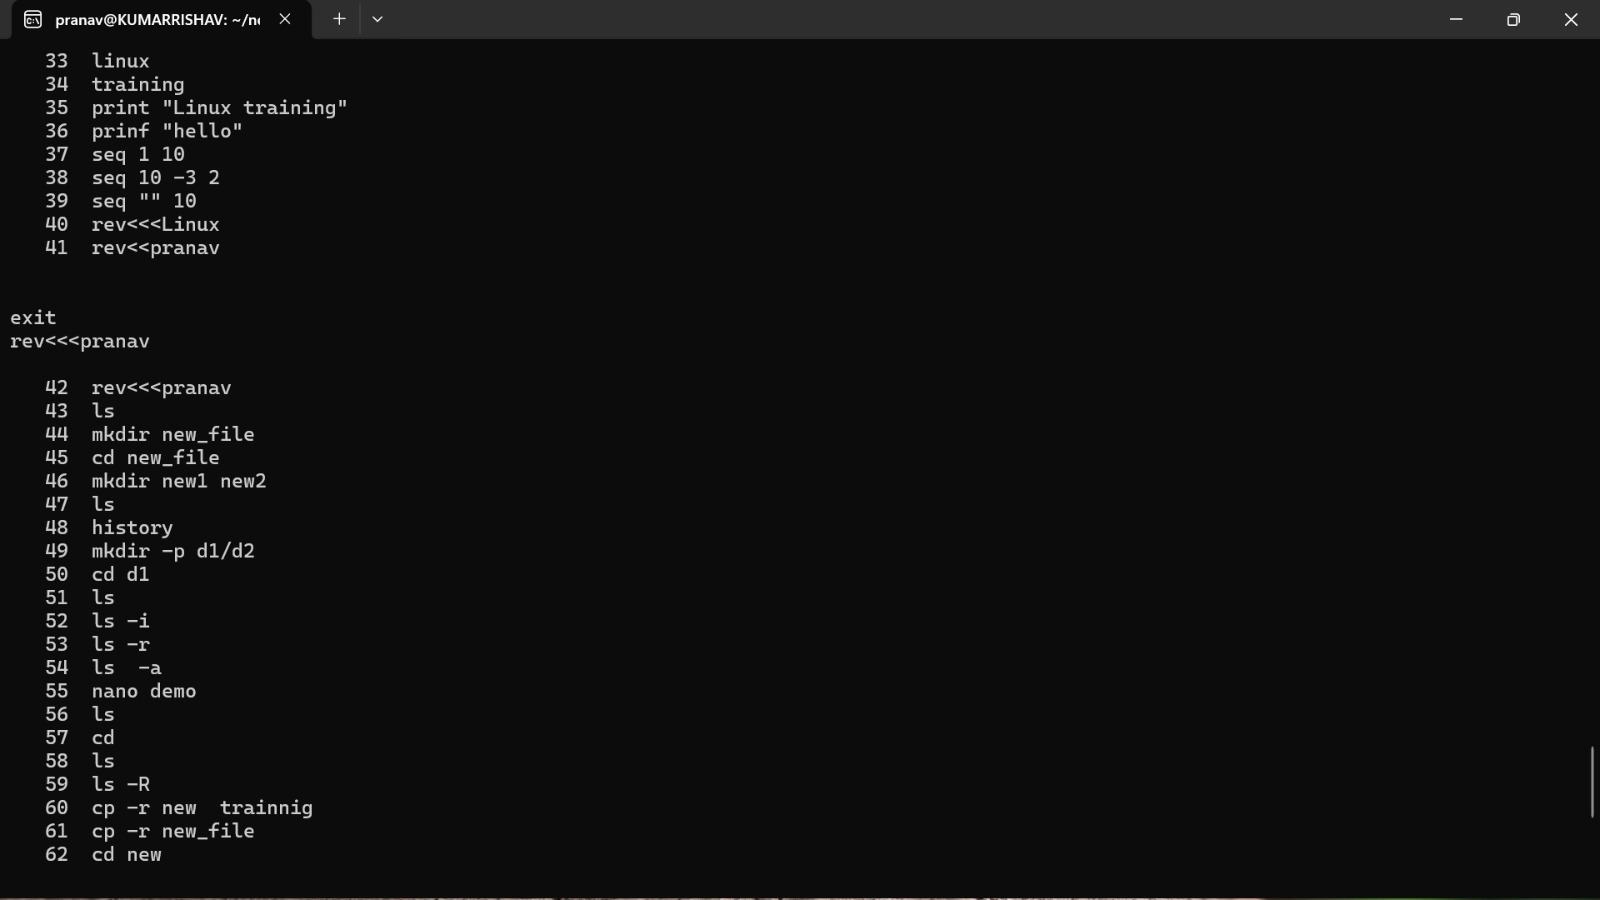 pranav@KUMARRISHAV: ~/ne
33 linux
34 training
35 print "Linux training"
36 prinf "hello"
37 seq 1 10
38 seq 10 -3 2
39 seq "" 10
40 rev<<<Linux
41 rev<<pranav
exit
rev<<<pranav
42 rev<<<pranav
43 ls
44 mkdir new_file
45 cd new_file
46 mkdir new1 new2
47 ls
48 history
49 mkdir -p d1/d2
50 cd d1
51 ls
52 ls -i
53 ls -r
54 ls  -a
55 nano demo
56 ls
57 cd
58 ls
59 ls -R
60 cp -r new  trainnig
61 cp -r new_file
62 cd new